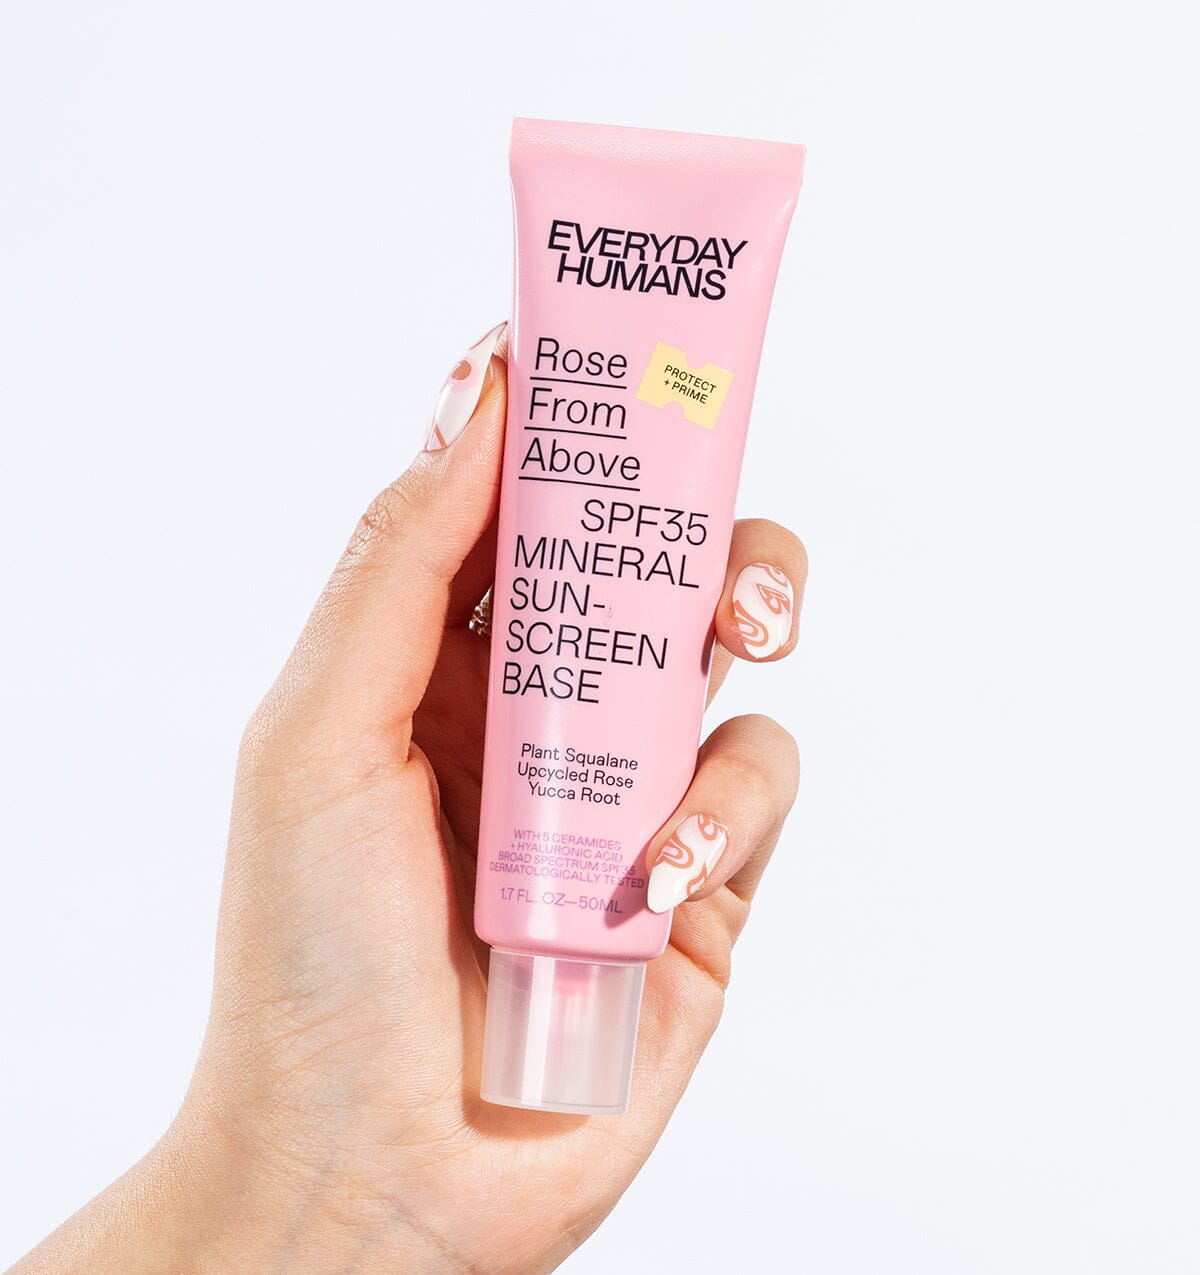 EVERYDAY
HUMANS
Rose
From
Above
PROTECT
+ PRIME
SPF35
MINERAL
SUN-
SCREEN
BASE
Plant Squalane
Upcycled Rose
Yucca Root
WITH 5 CERAMIDES
+ HYALURONIC ACID
BROAD SPECTRUM SPF35
DERMATOLOGICALLY TESTED
1.7 FL. OZ—50ML